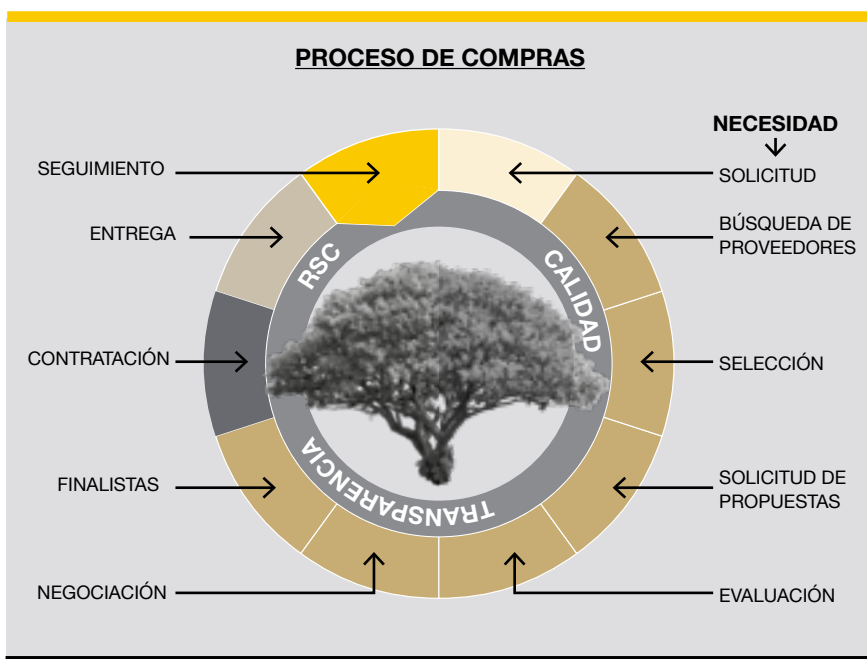 PROCESO DE COMPRAS
NECESIDAD
SOLICITUD
BÚSQUEDA DE
PROVEEDORES
SELECCIÓN
SOLICITUD DE
PROPUESTAS
EVALUACIÓN
NEGOCIACIÓN
FINALISTAS
CONTRATACIÓN
ENTREGA
SEGUIMIENTO
RSC
CALIDAD
TRANSPARENCIA